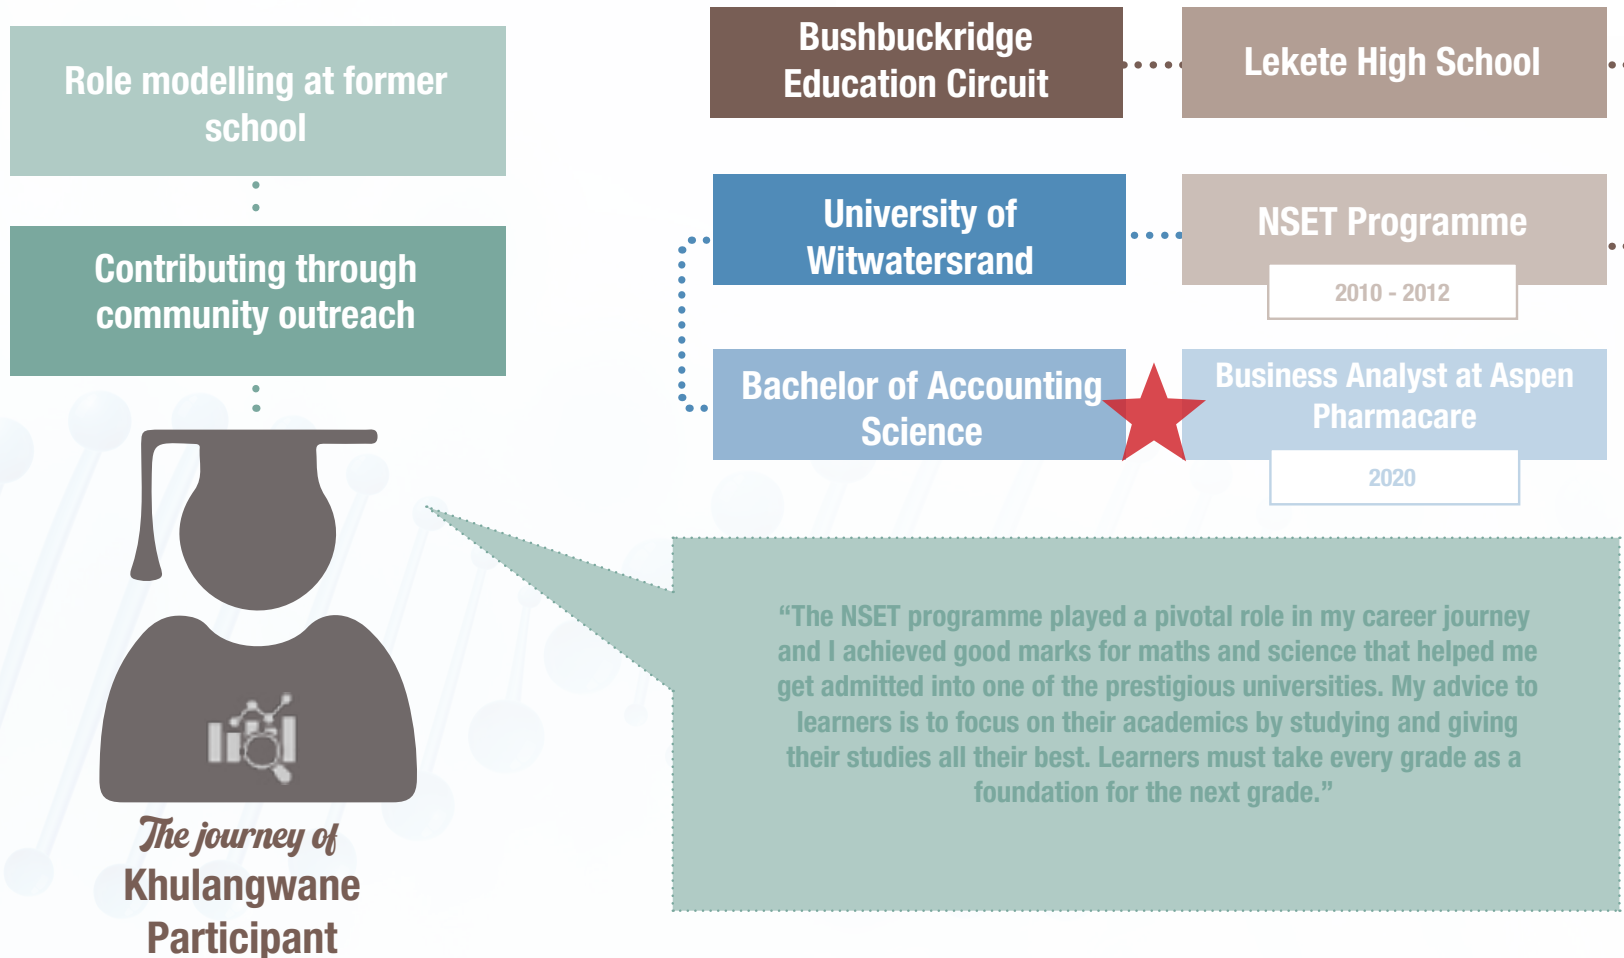 Role modelling at former
school
Contributing through
community outreach
The journey of
Khulangwane
Participant
Bushbuckridge
Education Circuit
Lekete High School
University of
Witwatersrand
NSET Programme
2010 - 2012
Bachelor of Accounting
Science
Business Analyst at Aspen
Pharmacare
2020
“The NSET programme played a pivotal role in my career journey
and I achieved good marks for maths and science that helped me
get admitted into one of the prestigious universities. My advice to
learners is to focus on their academics by studying and giving
their studies all their best. Learners must take every grade as a
foundation for the next grade.”